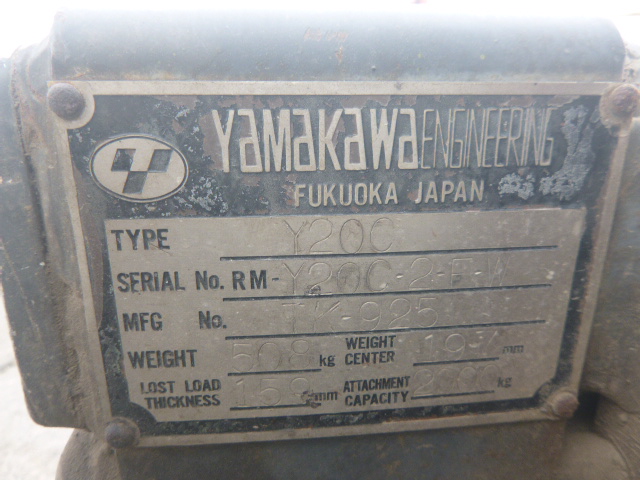 YAMAKAWA ENGINEERING
FUKUOKA JAPAN
TYPE Y20C
SERIAL No. RM-Y20C-2-F-
MFG No.
WEIGHT 508 kg WEIGHT CENTER mm
LOST LOAD THICKNESS mm ATTACHMENT CAPACITY kg